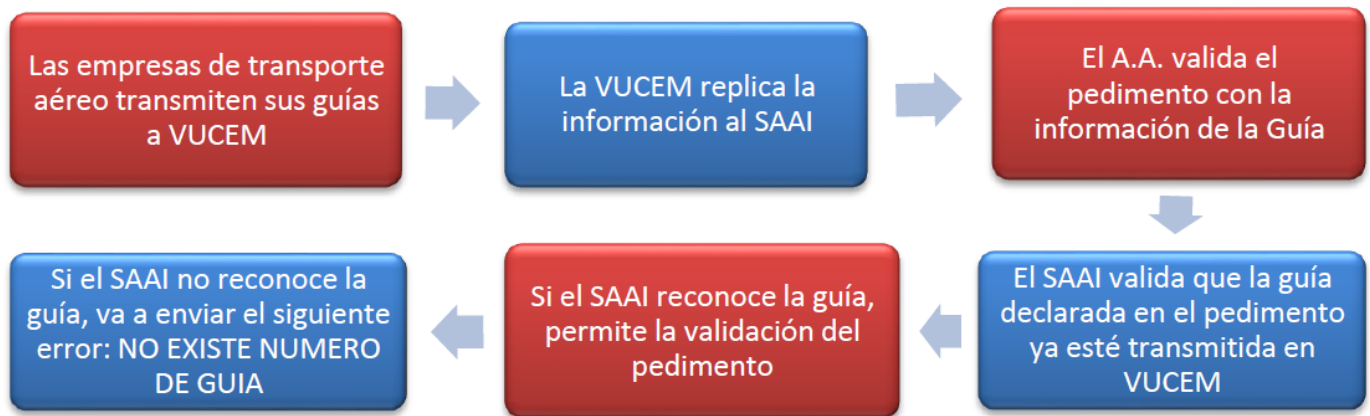 Las empresas de transporte
aéreo transmiten sus guías
a VUCEM
La VUCEM replica la
información al SAAI
El A.A. valida el
pedimento con la
información de la Guía
El SAAI valida que la guía
declarada en el pedimento
ya esté transmitida en
VUCEM
Si el SAAI reconoce la guía,
permite la validación del
pedimento
Si el SAAI no reconoce la
guía, va a enviar el siguiente
error: NO EXISTE NUMERO
DE GUIA